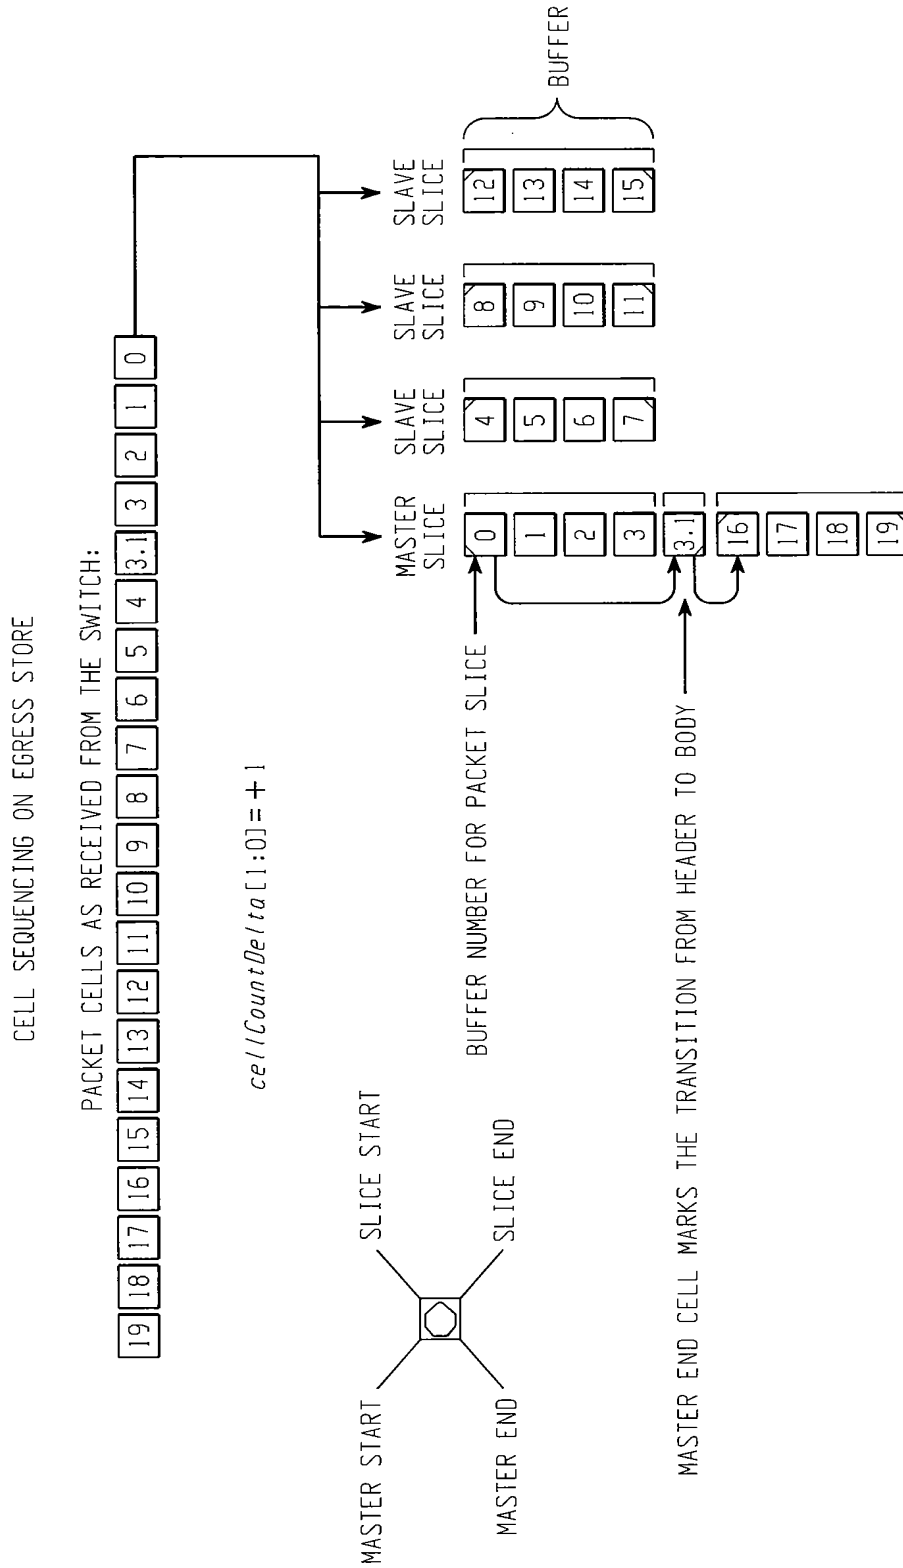 CELL SEQUENCING ON EGRESS STORE
PACKET CELLS AS RECEIVED FROM THE SWITCH:
19 18 17 16 15 14 13 12 11 10 9 8 7 6 5 4 3.1 3 2 1 0
cellCountDelta[1:0]=+1
MASTER START
SLICE START
MASTER END
SLICE END
MASTER SLICE
SLAVE SLICE
SLAVE SLICE
SLAVE SLICE
BUFFER NUMBER FOR PACKET SLICE
0 4 8 12
1 5 9 13
2 6 10 14
3 7 11 15
BUFFER
3.1
MASTER END CELL MARKS THE TRANSITION FROM HEADER TO BODY
16
17
18
19